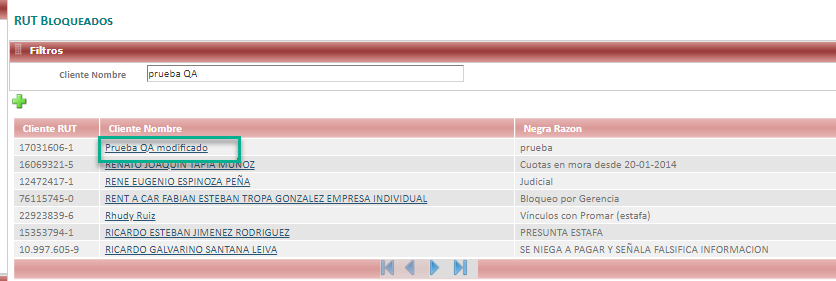 RUT Bloqueados
Filtros
Cliente Nombre prueba QA
Cliente RUT Cliente Nombre Negra Razon
17031606-1 Prueba QA modificado prueba
16069321-5 RENATO JOAQUIN TAPIA MUÑOZ Cuotas en mora desde 20-01-2014
12472417-1 RENE EUGENIO ESPINOZA PEÑA Judicial
76115745-0 RENT A CAR FABIAN ESTEBAN TROPA GONZALEZ EMPRESA INDIVIDUAL Bloqueo por Gerencia
22923839-6 Rhudy Ruiz Vínculos con Promar (estafa)
15353794-1 RICARDO ESTEBAN JIMENEZ RODRIGUEZ PRESUNTA ESTAFA
10.997.605-9 RICARDO GALVARINO SANTANA LEIVA SE NIEGA A PAGAR Y SEÑALA FALSIFICA INFORMACION